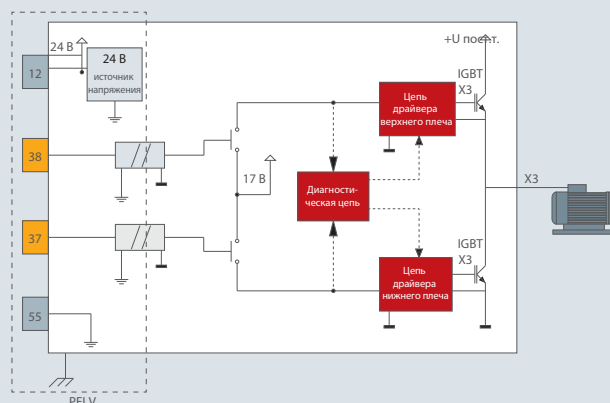 +U пост.
24 В
24 В
источник
напряжения
12
IGBT
X3
Цепь
драйвера
верхнего плеча
38
17 В
Диагности-
ческая цепь
X3
37
IGBT
X3
Цепь
драйвера
нижнего плеча
55
PELV